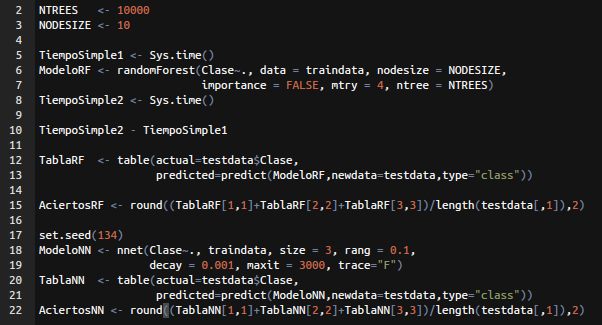 2 NTREES <- 10000
3 NODESIZE <- 10
4
5 TiempoSimple1 <- Sys.time()
6 ModeloRF <- randomForest(Clase~., data = traindata, nodesize = NODESIZE,
7 importance = FALSE, mtry = 4, ntree = NTREES)
8 TiempoSimple2 <- Sys.time()
9
10 TiempoSimple2 - TiempoSimple1
11
12 TablaRF <- table(actual=testdata$Clase,
13 predicted=predict(ModeloRF,newdata=testdata,type="class"))
14
15 AciertosRF <- round((TablaRF[1,1]+TablaRF[2,2]+TablaRF[3,3])/length(testdata[,1]),2)
16
17 set.seed(134)
18 ModeloNN <- nnet(Clase~., traindata, size = 3, rang = 0.1,
19 decay = 0.001, maxit = 3000, trace="F")
20 TablaNN <- table(actual=testdata$Clase,
21 predicted=predict(ModeloNN,newdata=testdata,type="class"))
22 AciertosNN <- round((TablaNN[1,1]+TablaNN[2,2]+TablaNN[3,3])/length(testdata[,1]),2)